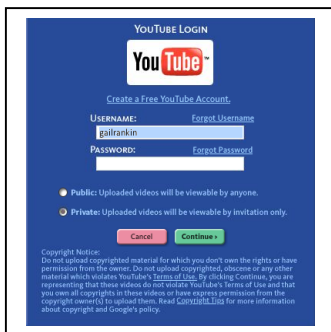 YouTube Login
You Tube™
Create a Free YouTube Account.
Username: Forgot Username
gailrankin
Password: Forgot Password
Public: Uploaded videos will be viewable by anyone.
Private: Uploaded videos will be viewable by invitation only.
Cancel Continue ›
Copyright Notice:
Do not upload copyrighted material for which you don't own the rights or have
permission from the owner. Do not upload copyrighted, obscene or any other
material which violates YouTube's Terms of Use. By clicking Continue, you are
representing that these videos do not violate YouTube's Terms of Use and that
you own all copyrights in these videos or have express permission from the
copyright owner(s) to upload them. Read Copyright Tips for more information
about copyright and Google's policy.